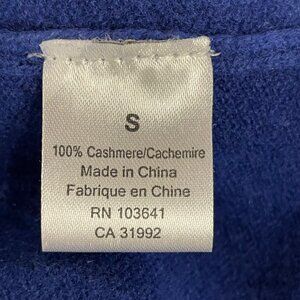 S
100% Cashmere/Cachemire
Made in China
Fabrique en Chine
RN 103641
CA 31992